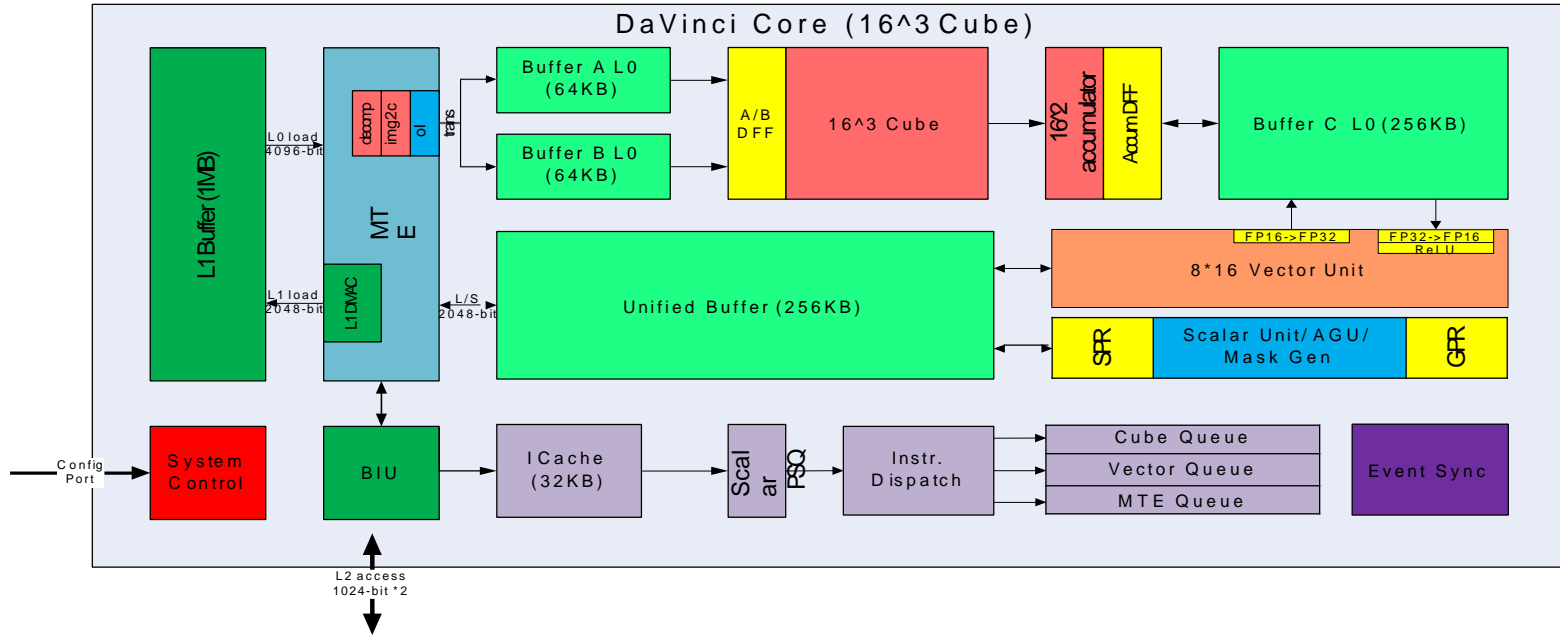 DaVinci Core (16^3 Cube)
L1 Buffer (1MB)
L0 load
4096-bit
L1 load
2048-bit
MT
E
decomp
img2c
ol
trans
L1 DMAC
L/S
2048-bit
Buffer A L0
(64KB)
Buffer B L0
(64KB)
A/B
DFF
16^3 Cube
16^2
accumulator
Accum DFF
Buffer C L0 (256KB)
FP16->FP32
FP32->FP16
ReLU
8*16 Vector Unit
Unified Buffer (256KB)
SPR
Scalar Unit/ AGU/
Mask Gen
GPR
Config
Port
System
Control
BIU
L2 access
1024-bit *2
ICache
(32KB)
Scal
ar
PSQ
Instr.
Dispatch
Cube Queue
Vector Queue
MTE Queue
Event Sync